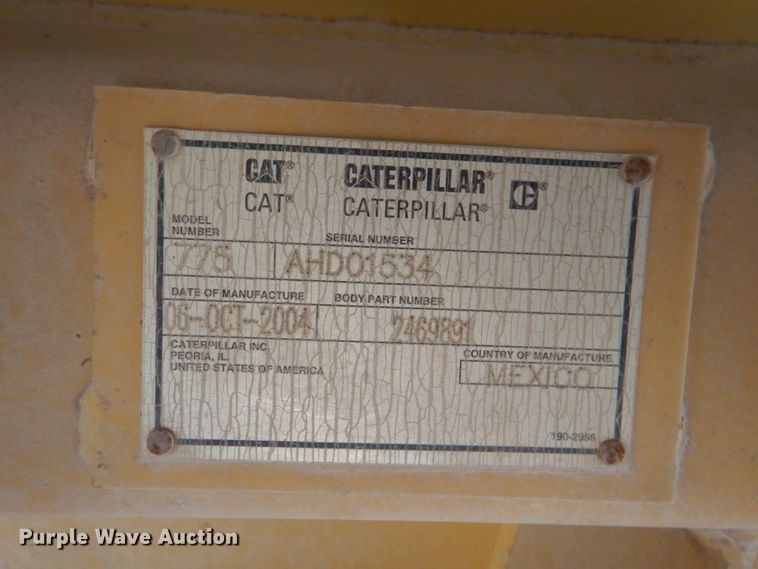 CAT® CATERPILLAR® C®
CAT® CATERPILLAR®
MODEL NUMBER
SERIAL NUMBER
775 AHD01534
DATE OF MANUFACTURE BODY PART NUMBER
06-OCT-2004 2469891
CATERPILLAR INC.
PEORIA, IL.
UNITED STATES OF AMERICA
COUNTRY OF MANUFACTURE
MEXICO
190-2956
Purple Wave Auction